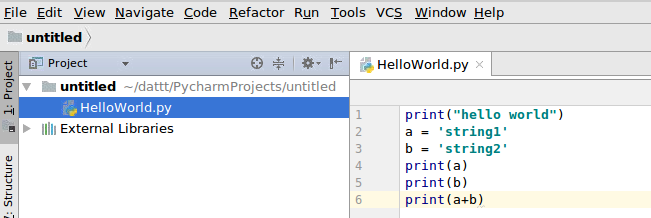 File Edit View Navigate Code Refactor Run Tools VCS Window Help
untitled
1: Project
Project
HelloWorld.py
untitled ~/dattt/PycharmProjects/untitled
HelloWorld.py
External Libraries
7: Structure
1 print("hello world")
2 a = 'string1'
3 b = 'string2'
4 print(a)
5 print(b)
6 print(a+b)